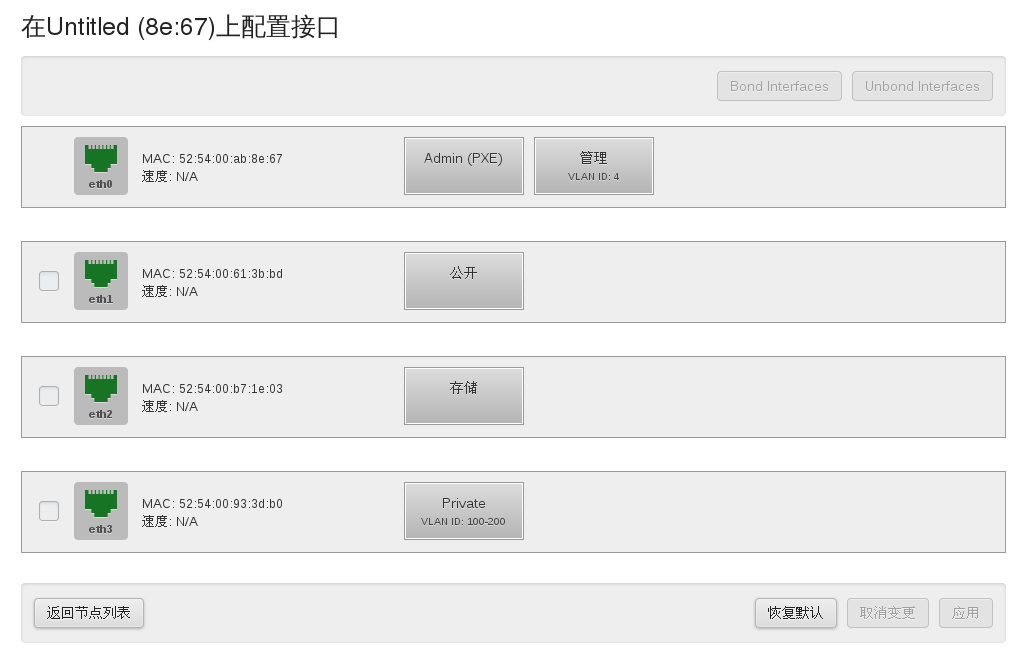 在Untitled (8e:67)上配置接口
Bond Interfaces
Unbond Interfaces
eth0
MAC: 52:54:00:ab:8e:67
速度: N/A
Admin (PXE)
管理
VLAN ID: 4
eth1
MAC: 52:54:00:61:3b:bd
速度: N/A
公开
eth2
MAC: 52:54:00:b7:1e:03
速度: N/A
存储
eth3
MAC: 52:54:00:93:3d:b0
速度: N/A
Private
VLAN ID: 100-200
返回节点列表
恢复默认
取消变更
应用